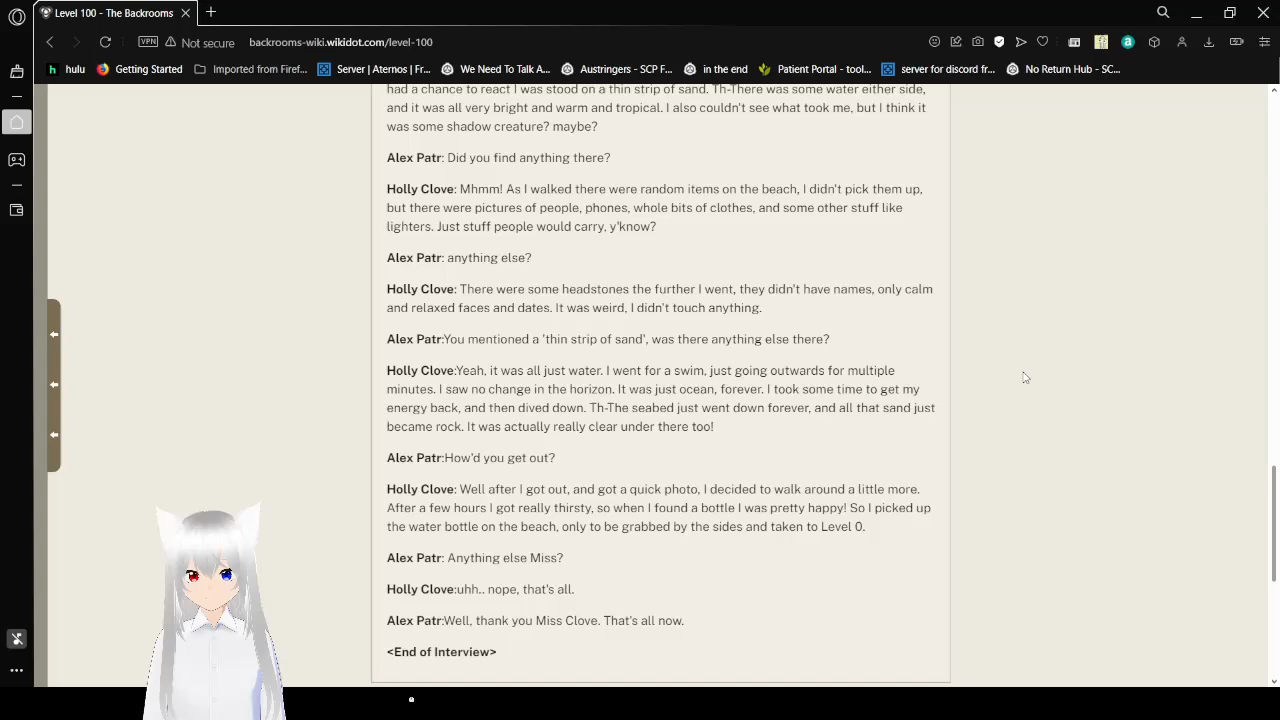 Level 100 - The Backrooms
VPN
Not secure
backrooms-wiki.wikidot.com/level-100
hulu
Getting Started
Imported from Firef...
Server | Aternos | Fr...
We Need To Talk A...
Austringers - SCP F...
in the end
Patient Portal - tool...
server for discord fr...
No Return Hub - SC...
had a chance to react I was stood on a thin strip of sand. Th-There was some water either side,
and it was all very bright and warm and tropical. I also couldn't see what took me, but I think it
was some shadow creature? maybe?
Alex Patr: Did you find anything there?
Holly Clove: Mhmm! As I walked there were random items on the beach, I didn't pick them up,
but there were pictures of people, phones, whole bits of clothes, and some other stuff like
lighters. Just stuff people would carry, y'know?
Alex Patr: anything else?
Holly Clove: There were some headstones the further I went, they didn't have names, only calm
and relaxed faces and dates. It was weird, I didn't touch anything.
Alex Patr:You mentioned a 'thin strip of sand', was there anything else there?
Holly Clove:Yeah, it was all just water. I went for a swim, just going outwards for multiple
minutes. I saw no change in the horizon. It was just ocean, forever. I took some time to get my
energy back, and then dived down. Th-The seabed just went down forever, and all that sand just
became rock. It was actually really clear under there too!
Alex Patr:How'd you get out?
Holly Clove: Well after I got out, and got a quick photo, I decided to walk around a little more.
After a few hours I got really thirsty, so when I found a bottle I was pretty happy! So I picked up
the water bottle on the beach, only to be grabbed by the sides and taken to Level 0.
Alex Patr: Anything else Miss?
Holly Clove:uhh.. nope, that's all.
Alex Patr:Well, thank you Miss Clove. That's all now.
<End of Interview>